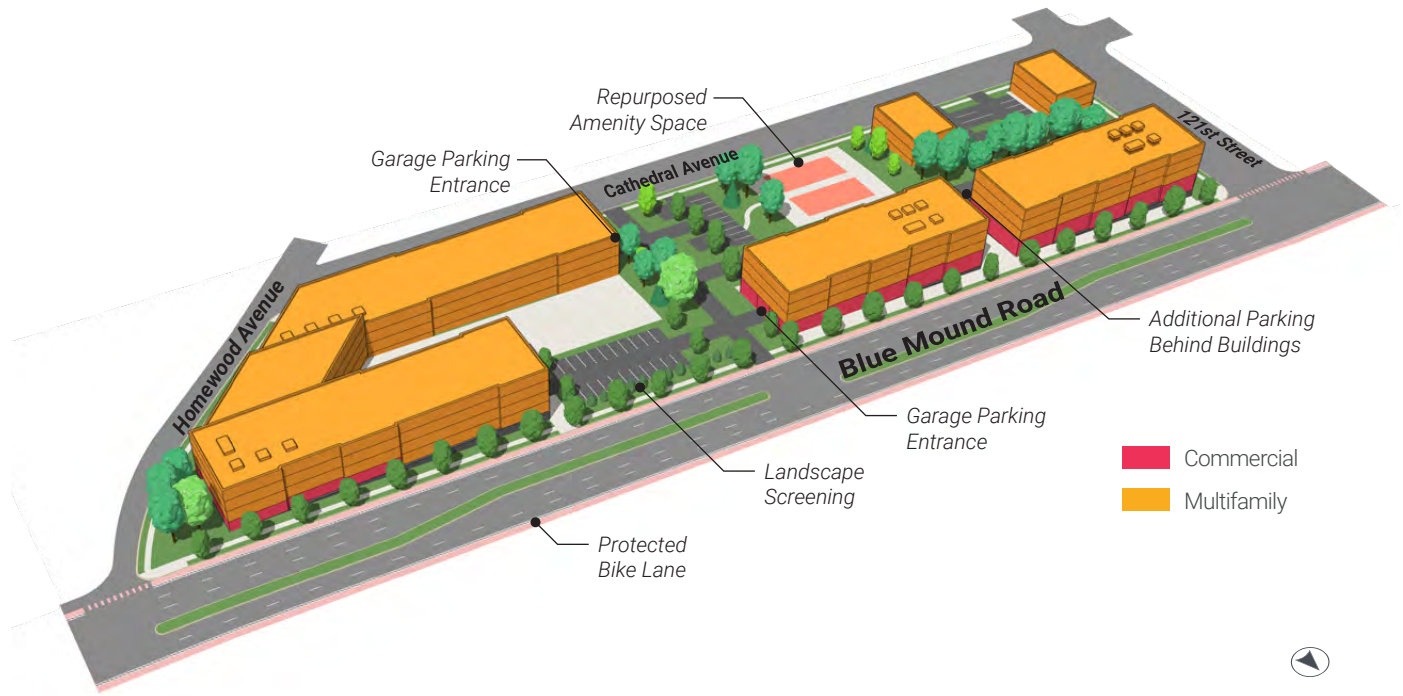 Repurposed
Amenity Space
Garage Parking
Entrance
Cathedral Avenue
121st Street
Homewood Avenue
Blue Mound Road
Additional Parking
Behind Buildings
Garage Parking
Entrance
Landscape
Screening
Commercial
Multifamily
Protected
Bike Lane